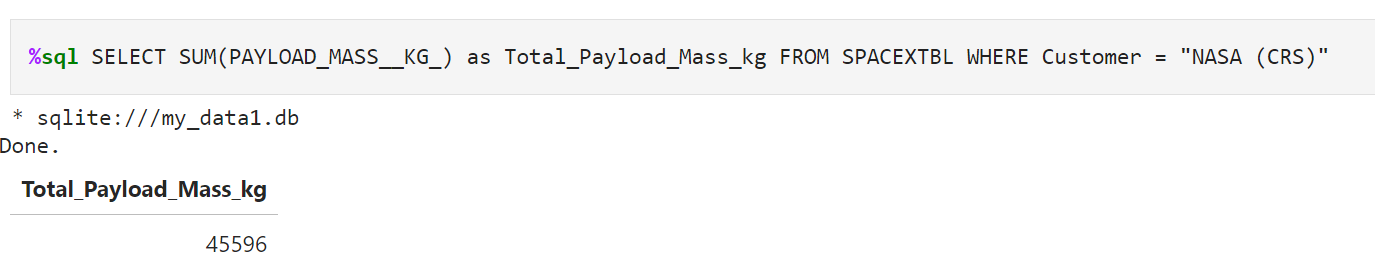 %sql SELECT SUM(PAYLOAD_MASS__KG_) as Total_Payload_Mass_kg FROM SPACEXTBL WHERE Customer = "NASA (CRS)"
* sqlite:///my_data1.db
Done.
Total_Payload_Mass_kg
45596